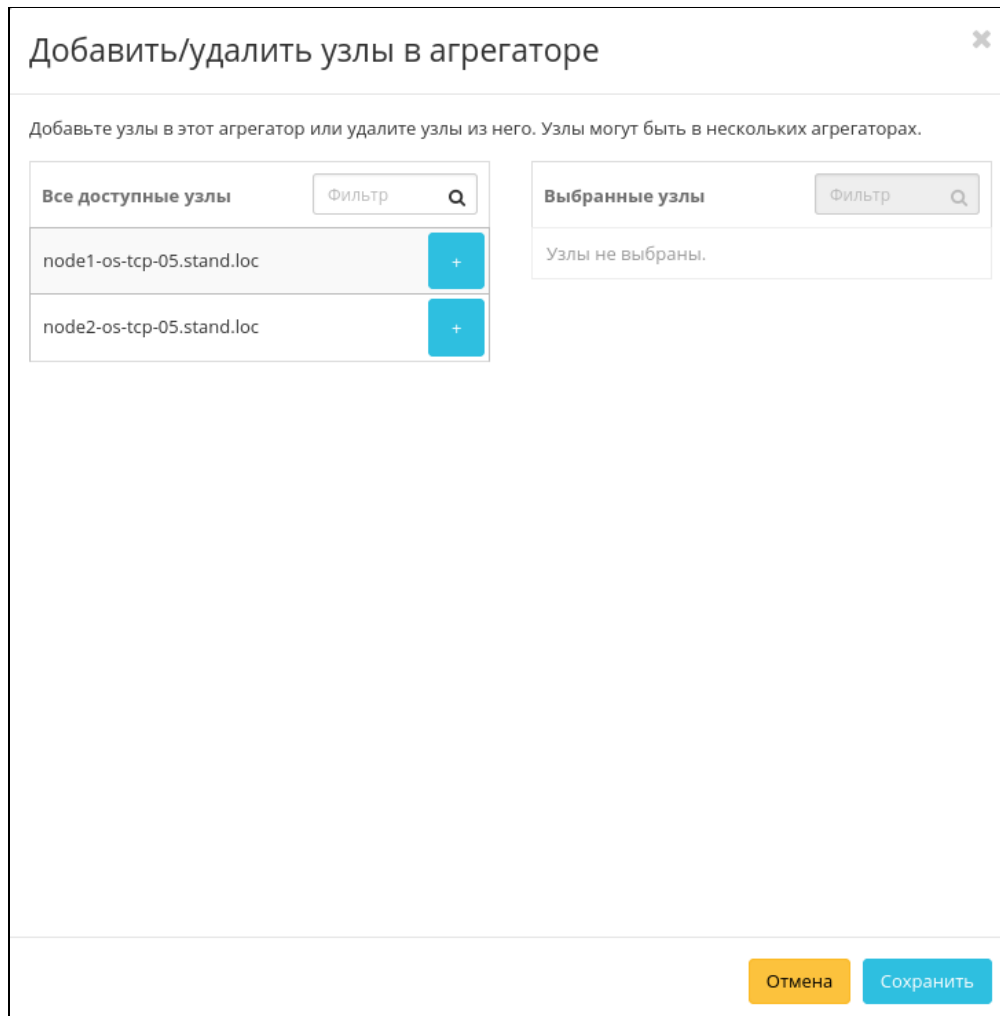 Добавить/удалить узлы в агрегаторе
Добавьте узлы в этот агрегатор или удалите узлы из него. Узлы могут быть в нескольких агрегаторах.
Все доступные узлы
Фильтр
node1-os-tcp-05.stand.loc
+
node2-os-tcp-05.stand.loc
+
Выбранные узлы
Фильтр
Узлы не выбраны.
Отмена
Сохранить